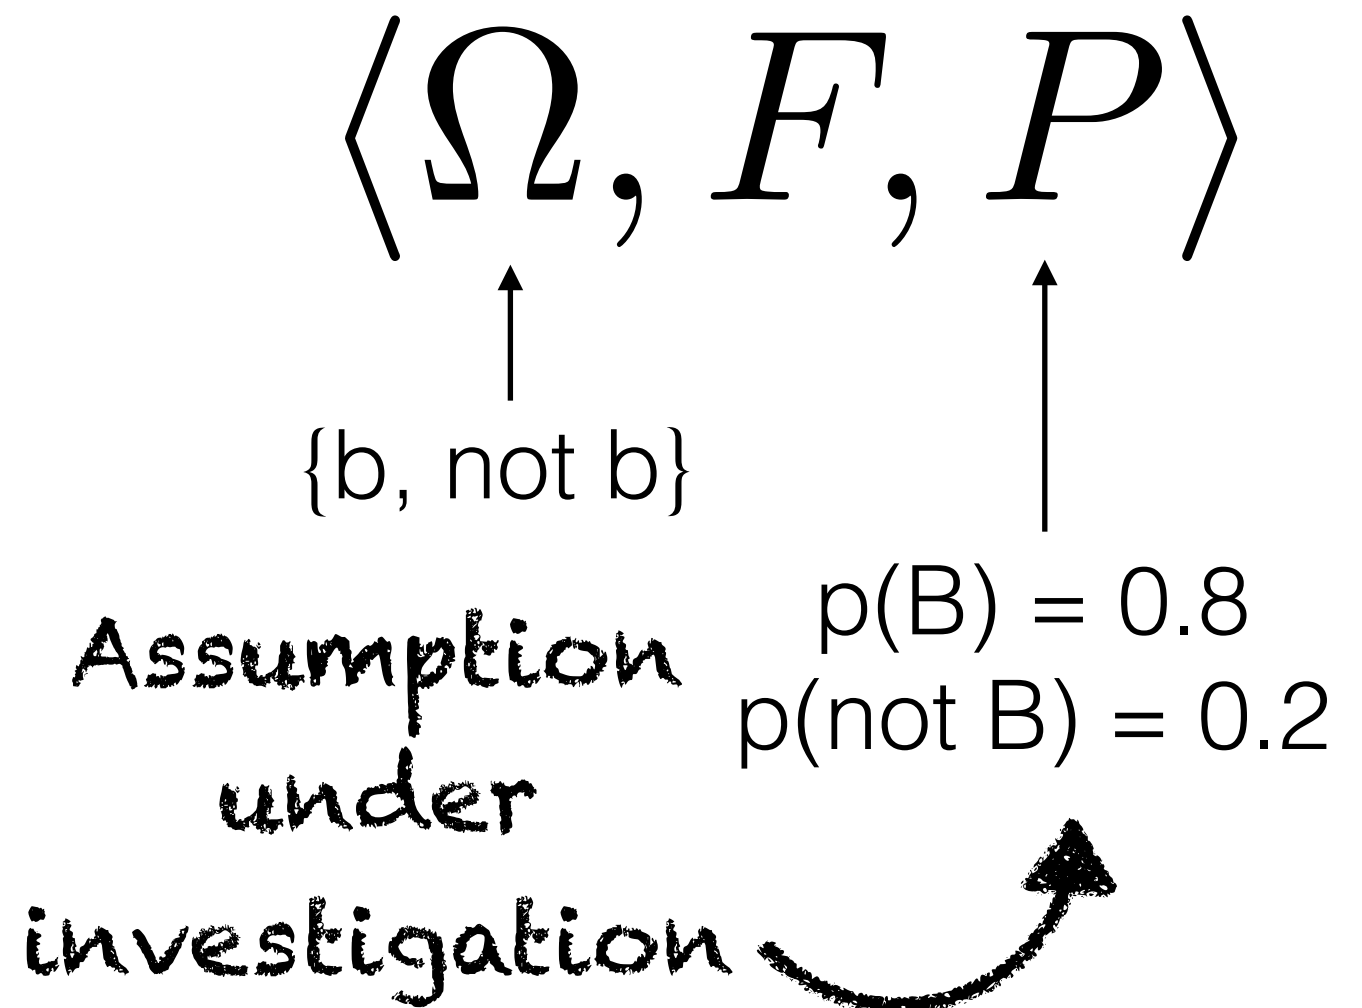 ⟨Ω, F, P⟩
{b, not b}
p(B) = 0.8
p(not B) = 0.2
Assumption
under
investigation